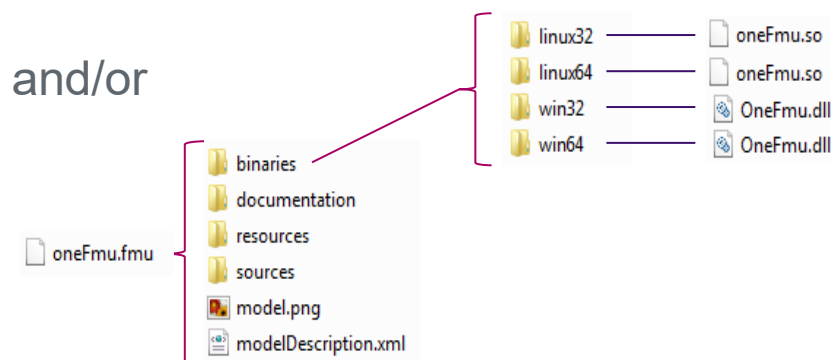 and/or
linux32
oneFmu.so
linux64
oneFmu.so
win32
OneFmu.dll
win64
OneFmu.dll
oneFmu.fmu
binaries
documentation
resources
sources
model.png
modelDescription.xml